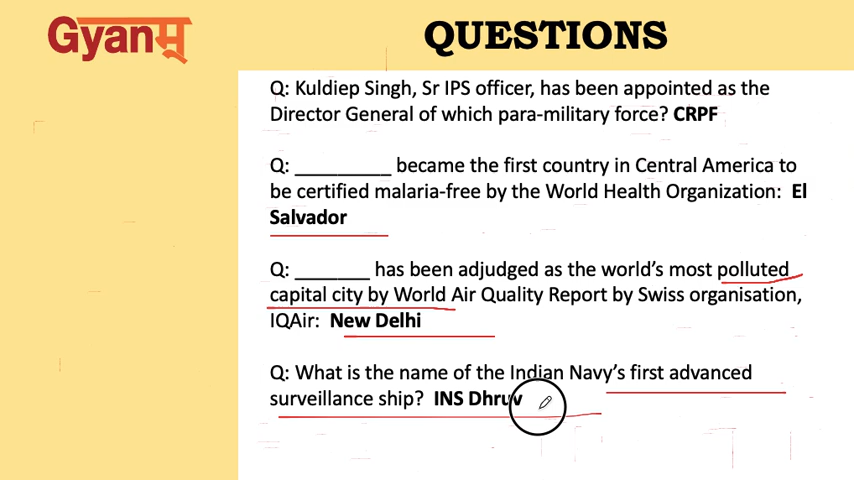 Gyanम्
QUESTIONS
Q: Kuldiep Singh, Sr IPS officer, has been appointed as the
Director General of which para-military force? CRPF
Q: _________ became the first country in Central America to
be certified malaria-free by the World Health Organization: El
Salvador
Q: _______ has been adjudged as the world's most polluted
capital city by World Air Quality Report by Swiss organisation,
IQAir: New Delhi
Q: What is the name of the Indian Navy's first advanced
surveillance ship? INS Dhruv